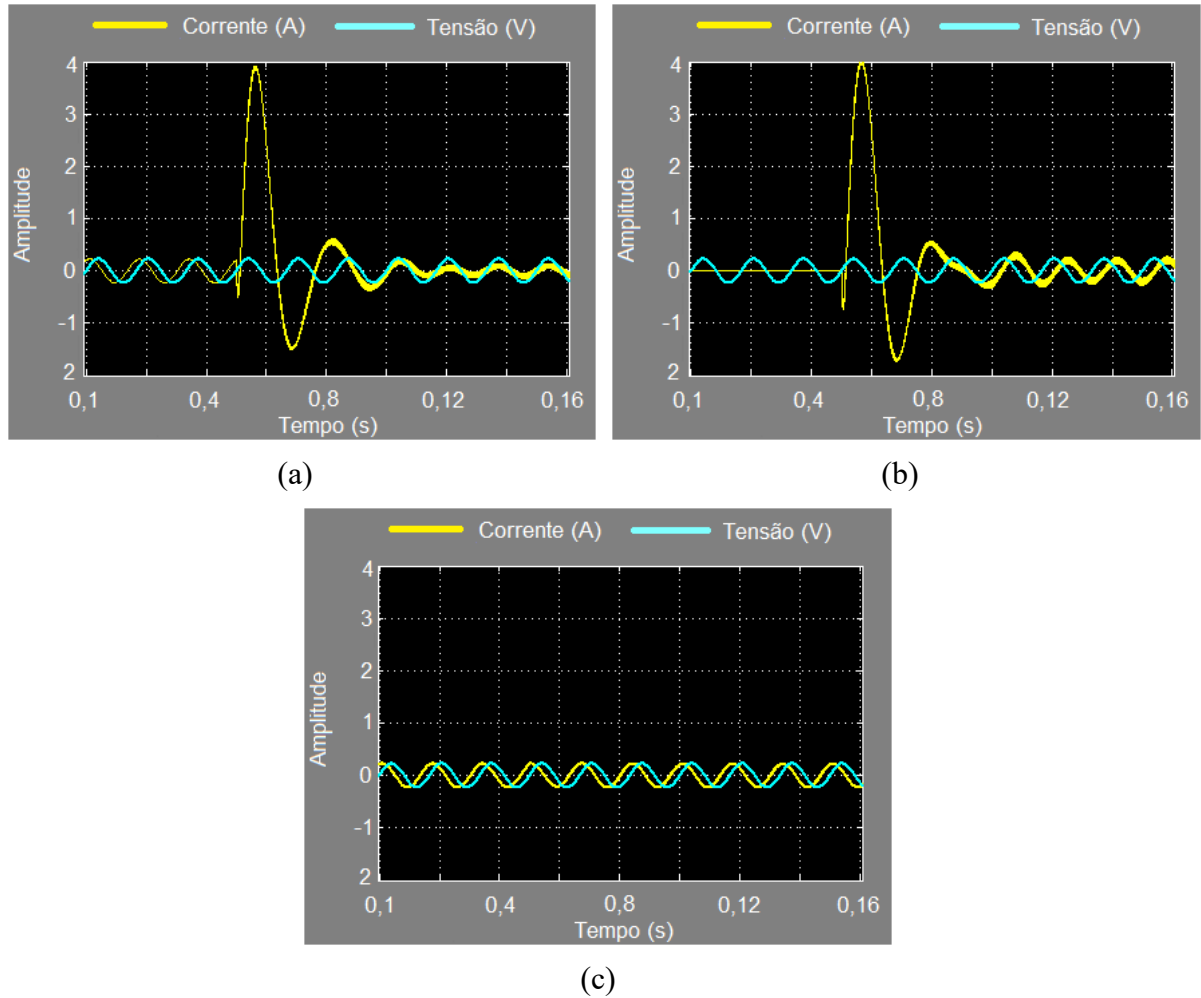 Corrente (A) Tensão (V)
4
3
2
1
0
-1
2
Amplitude
0,1 0,4 0,8 0,12 0,16
Tempo (s)
(a)
Corrente (A) Tensão (V)
4
3
2
1
0
-1
2
Amplitude
0,1 0,4 0,8 0,12 0,16
Tempo (s)
(b)
Corrente (A) Tensão (V)
4
3
2
1
0
-1
2
Amplitude
0,1 0,4 0,8 0,12 0,16
Tempo (s)
(c)